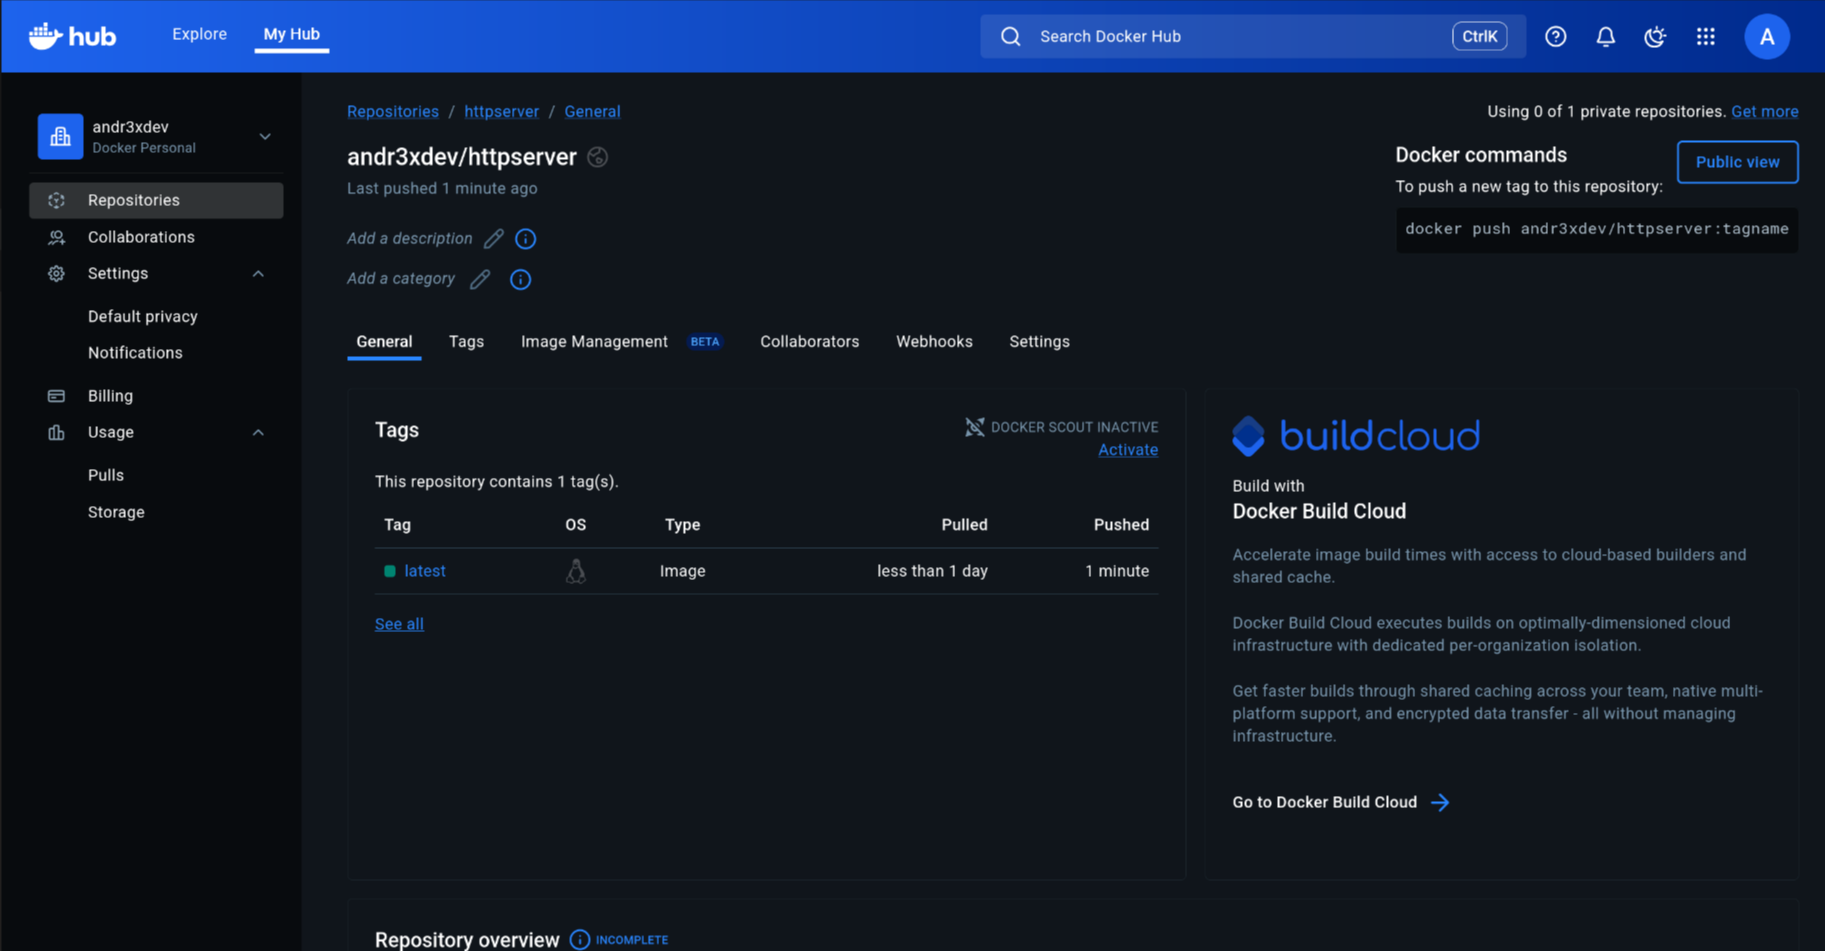 hub
Explore
My Hub
Search Docker Hub
CtrlK
A
andr3xdev
Docker Personal
Repositories
Collaborations
Settings
Default privacy
Notifications
Billing
Usage
Pulls
Storage
Repositories / httpserver / General
Using 0 of 1 private repositories. Get more
andr3xdev/httpserver
Last pushed 1 minute ago
Add a description
Add a category
Docker commands
Public view
To push a new tag to this repository:
docker push andr3xdev/httpserver:tagname
General
Tags
Image Management BETA
Collaborators
Webhooks
Settings
Tags
DOCKER SCOUT INACTIVE
Activate
This repository contains 1 tag(s).
Tag OS Type Pulled Pushed
latest Image less than 1 day 1 minute
See all
buildcloud
Build with
Docker Build Cloud
Accelerate image build times with access to cloud-based builders and
shared cache.
Docker Build Cloud executes builds on optimally-dimensioned cloud
infrastructure with dedicated per-organization isolation.
Get faster builds through shared caching across your team, native multi-
platform support, and encrypted data transfer - all without managing
infrastructure.
Go to Docker Build Cloud
Repository overview INCOMPLETE